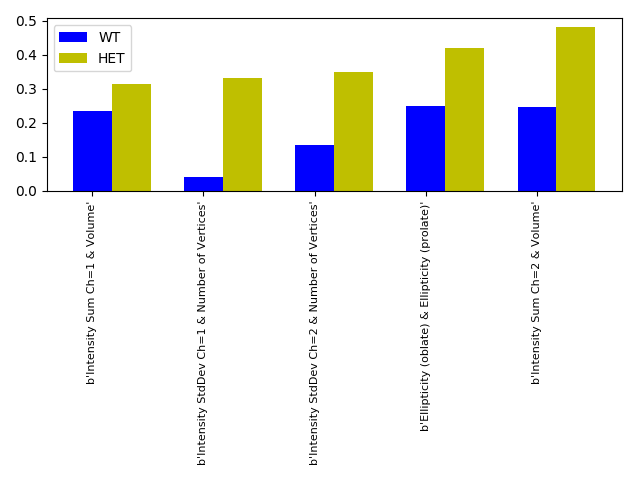 0.5
0.4
0.3
0.2
0.1
0.0
WT
HET
b'Intensity Sum Ch=1 & Volume'
b'Intensity StdDev Ch=1 & Number of Vertices'
b'Intensity StdDev Ch=2 & Number of Vertices'
b'Ellipticity (oblate) & Ellipticity (prolate)'
b'Intensity Sum Ch=2 & Volume'